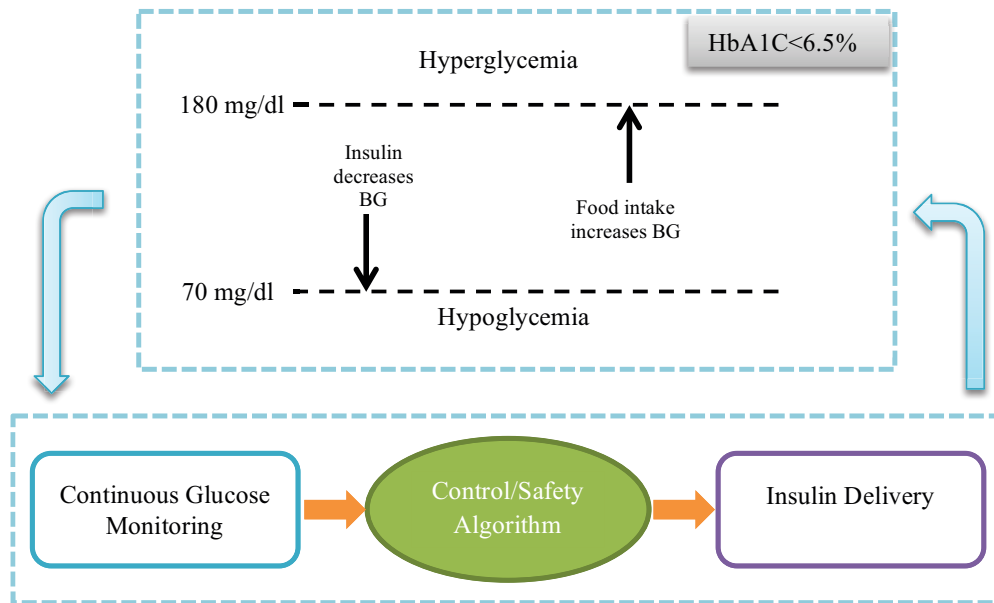 HbA1C<6.5%
Hyperglycemia
180 mg/dl
Insulin
decreases
BG
Food intake
increases BG
70 mg/dl
Hypoglycemia
Continuous Glucose
Monitoring
Control/Safety
Algorithm
Insulin Delivery